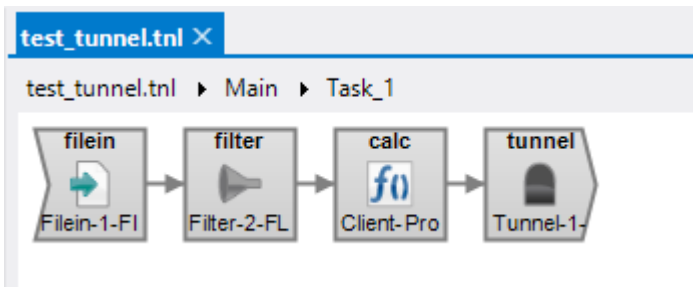 test_tunnel.tnl ×
test_tunnel.tnl ▸ Main ▸ Task_1
filein filter calc tunnel
f()
Filein-1-FI Filter-2-FL Client-Pro Tunnel-1-